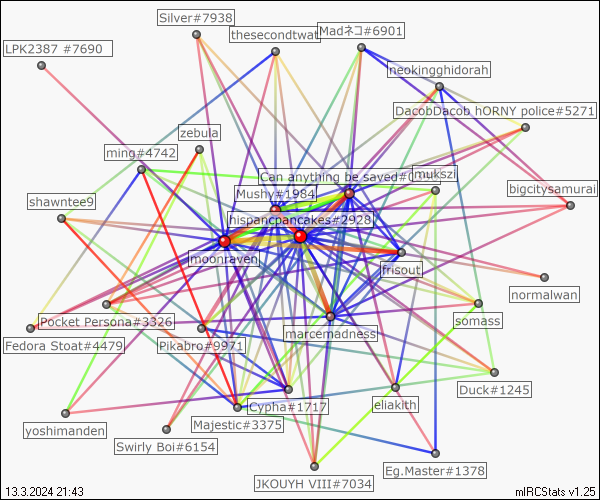 Silver#7938
thesecondtwat
Madネコ#6901
LPK2387 #7690
neokingghidorah
DacobDacob hORNY police#5271
zebula
ming#4742
Can anything be saved#0
mukszi
Mushy#1984
bigcitysamurai
shawntee9
hispancpancakes#2928
moonraven
frisout
normalwan
Pocket Persona#3326
somass
marcemadness
Fedora Stoat#4479
Pikabro#9971
Duck#1245
eliakith
Cypha#1717
yoshimanden
Majestic#3375
Swirly Boi#6154
Eg.Master#1378
JKOUYH VIII#7034
13.3.2024 21:43
mIRCStats v1.25